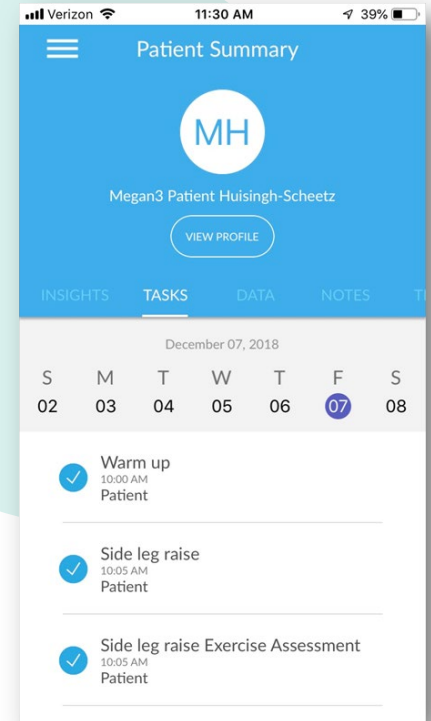 Verizon 11:30 AM 39%
Patient Summary
MH
Megan3 Patient Huisingh-Scheetz
VIEW PROFILE
INSIGHTS TASKS DATA NOTES
December 07, 2018
S M T W T F S
02 03 04 05 06 07 08
Warm up
10:00 AM
Patient
Side leg raise
10:05 AM
Patient
Side leg raise Exercise Assessment
10:05 AM
Patient